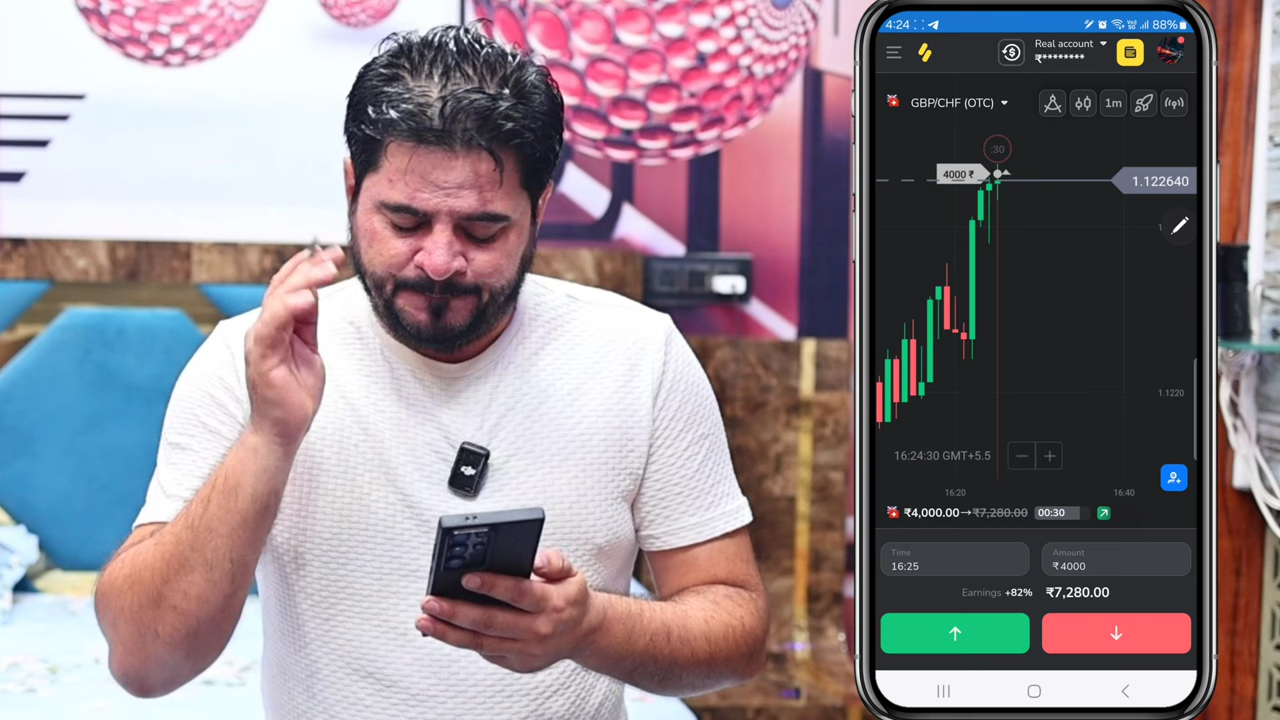 4:24
88%
Real account
₹********
GBP/CHF (OTC)
1m
:30
4000 ₹
1.122640
1.1220
16:24:30 GMT+5.5
16:20
16:40
₹4,000.00→₹7,280.00
00:30
Time
16:25
Amount
₹4000
Earnings +82%
₹7,280.00
dji